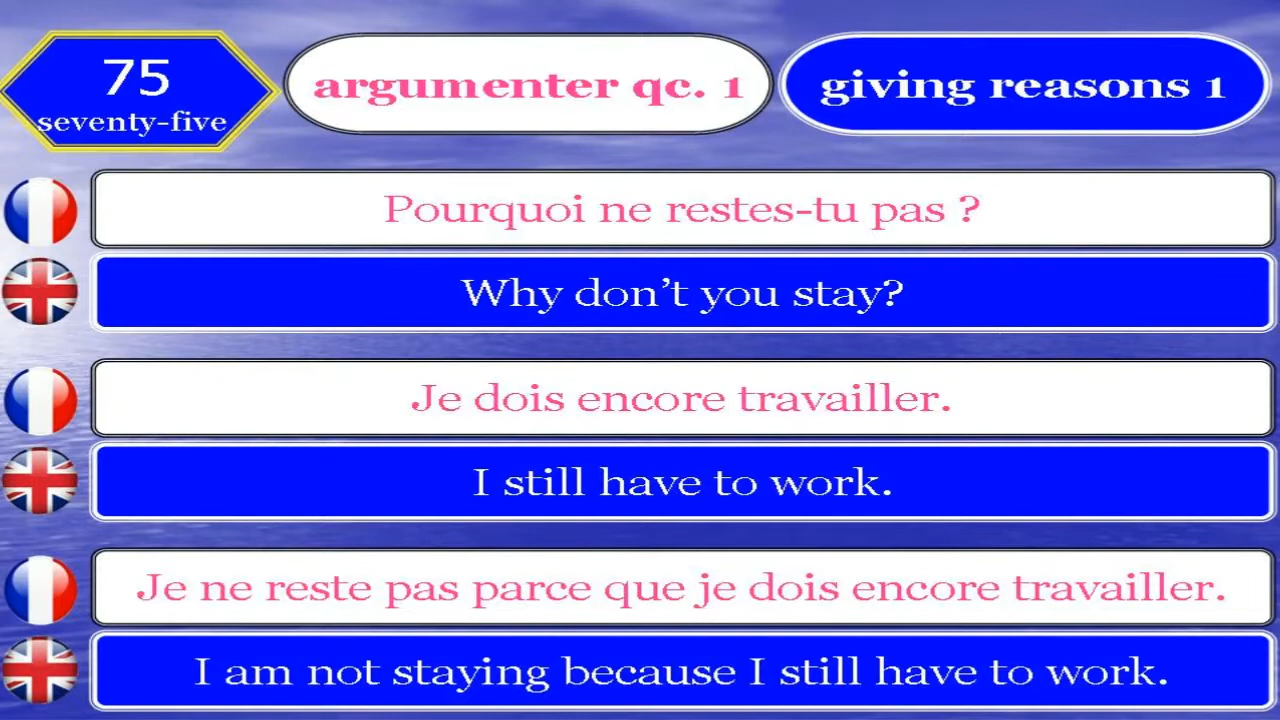 75
seventy-five
argumenter qc. 1
giving reasons 1
Pourquoi ne restes-tu pas ?
Why don’t you stay?
Je dois encore travailler.
I still have to work.
Je ne reste pas parce que je dois encore travailler.
I am not staying because I still have to work.